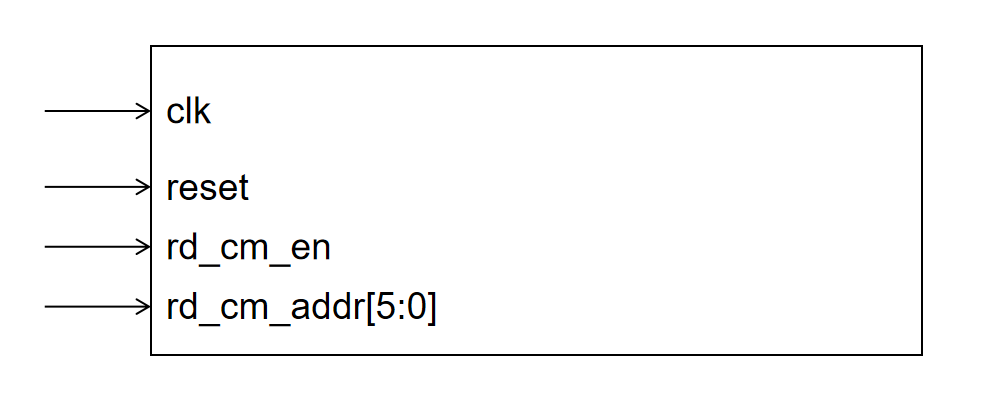 clk
reset
rd_cm_en
rd_cm_addr[5:0]